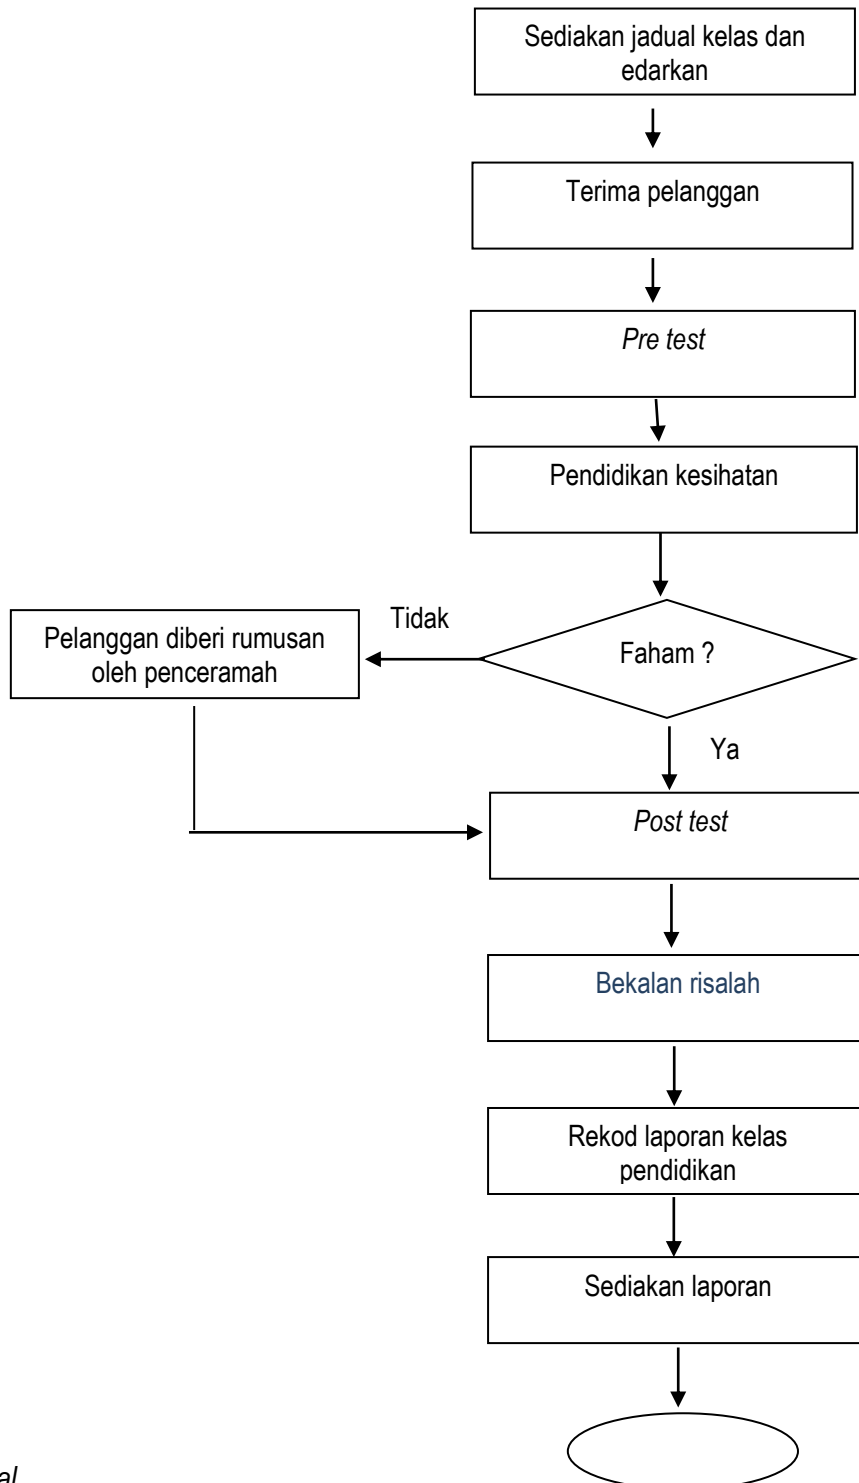 Sediakan jadual kelas dan
edarkan
Terima pelanggan
Pre test
Pendidikan kesihatan
Faham ?
Tidak
Pelanggan diberi rumusan
oleh penceramah
Ya
Post test
Bekalan risalah
Rekod laporan kelas
pendidikan
Sediakan laporan